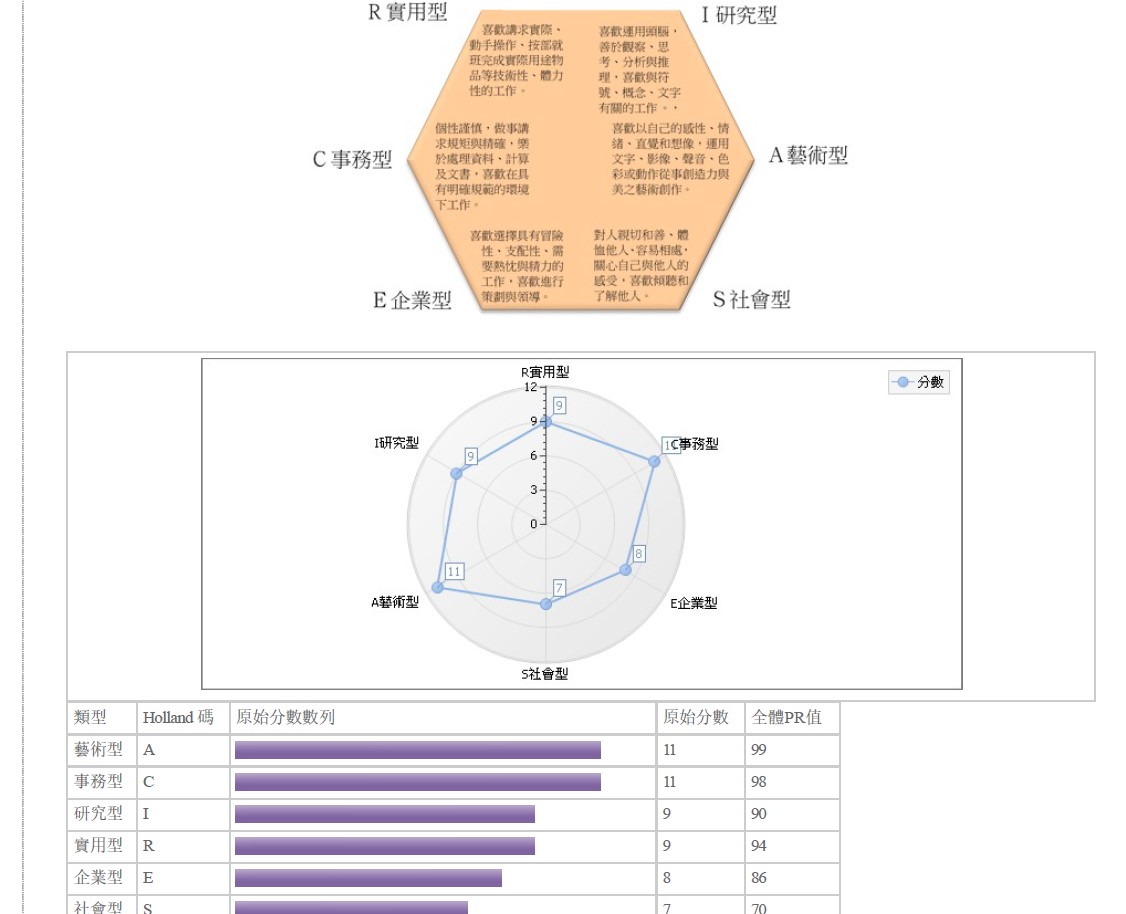 R 實用型
I 研究型
喜歡講求實際、
動手操作、按部就
班完成實際用途物
品等技術性、體力
性的工作。
喜歡運用頭腦，
善於觀察、思
考、分析與推
理，喜歡與符
號、概念、文字
有關的工作。，
C 事務型
個性謹慎，做事講
求規矩與精確，樂
於處理資料、計算
及文書，喜歡在具
有明確規範的環境
下工作。
喜歡以自己的感性、情
緒、直覺和想像，運用
文字、影像、聲音、色
彩或動作從事創造力與
美之藝術創作。
A 藝術型
喜歡選擇具有冒險
性、支配性、需
要熱忱與精力的
工作，喜歡進行
策劃與領導。
對人親切和善、體
恤他人、容易相處，
關心自己與他人的
感受，喜歡傾聽和
了解他人。
E 企業型
S 社會型
R實用型
分數
12
9
9
I研究型
9
C事務型
6
3
0
8
11
7
A藝術型
E企業型
S社會型
類型 Holland 碼 原始分數數列 原始分數 全體PR值
藝術型 A 11 99
事務型 C 11 98
研究型 I 9 90
實用型 R 9 94
企業型 E 8 86
社會型 S 7 70